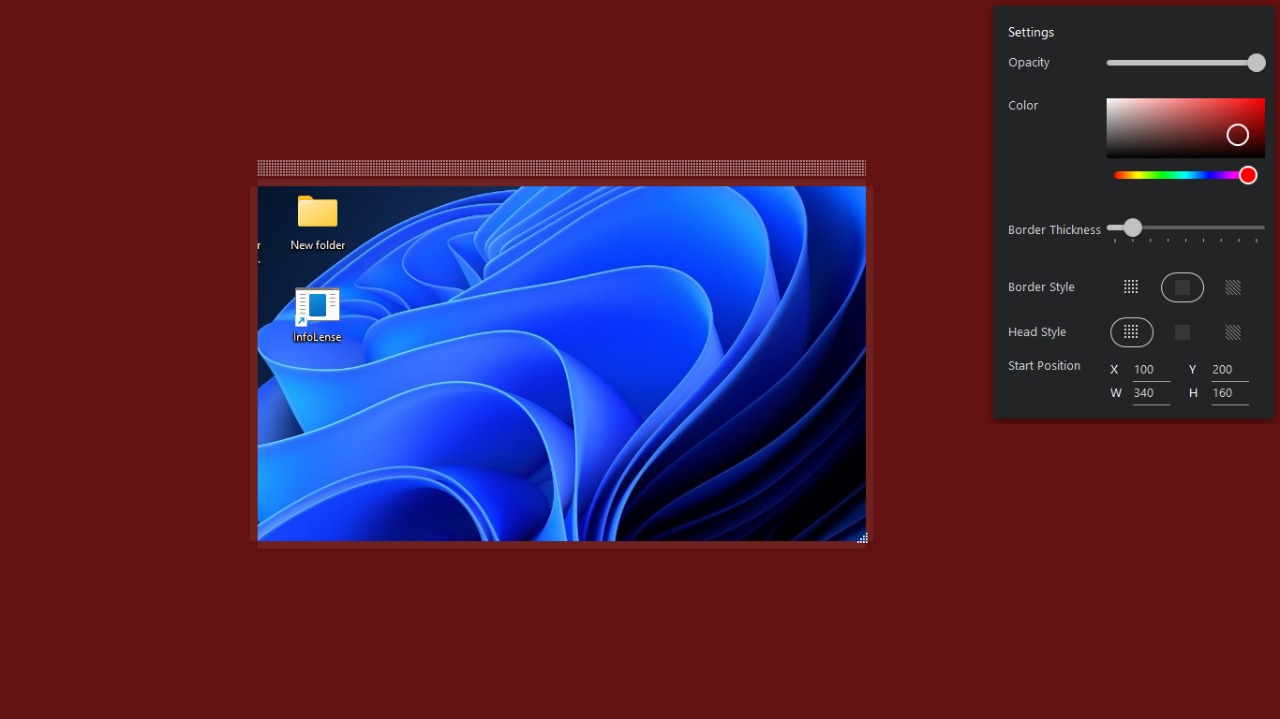 Settings
Opacity
Color
New folder
Border Thickness
Border Style
InfoLense
Head Style
Start Position
X 100 Y 200
W 340 H 160